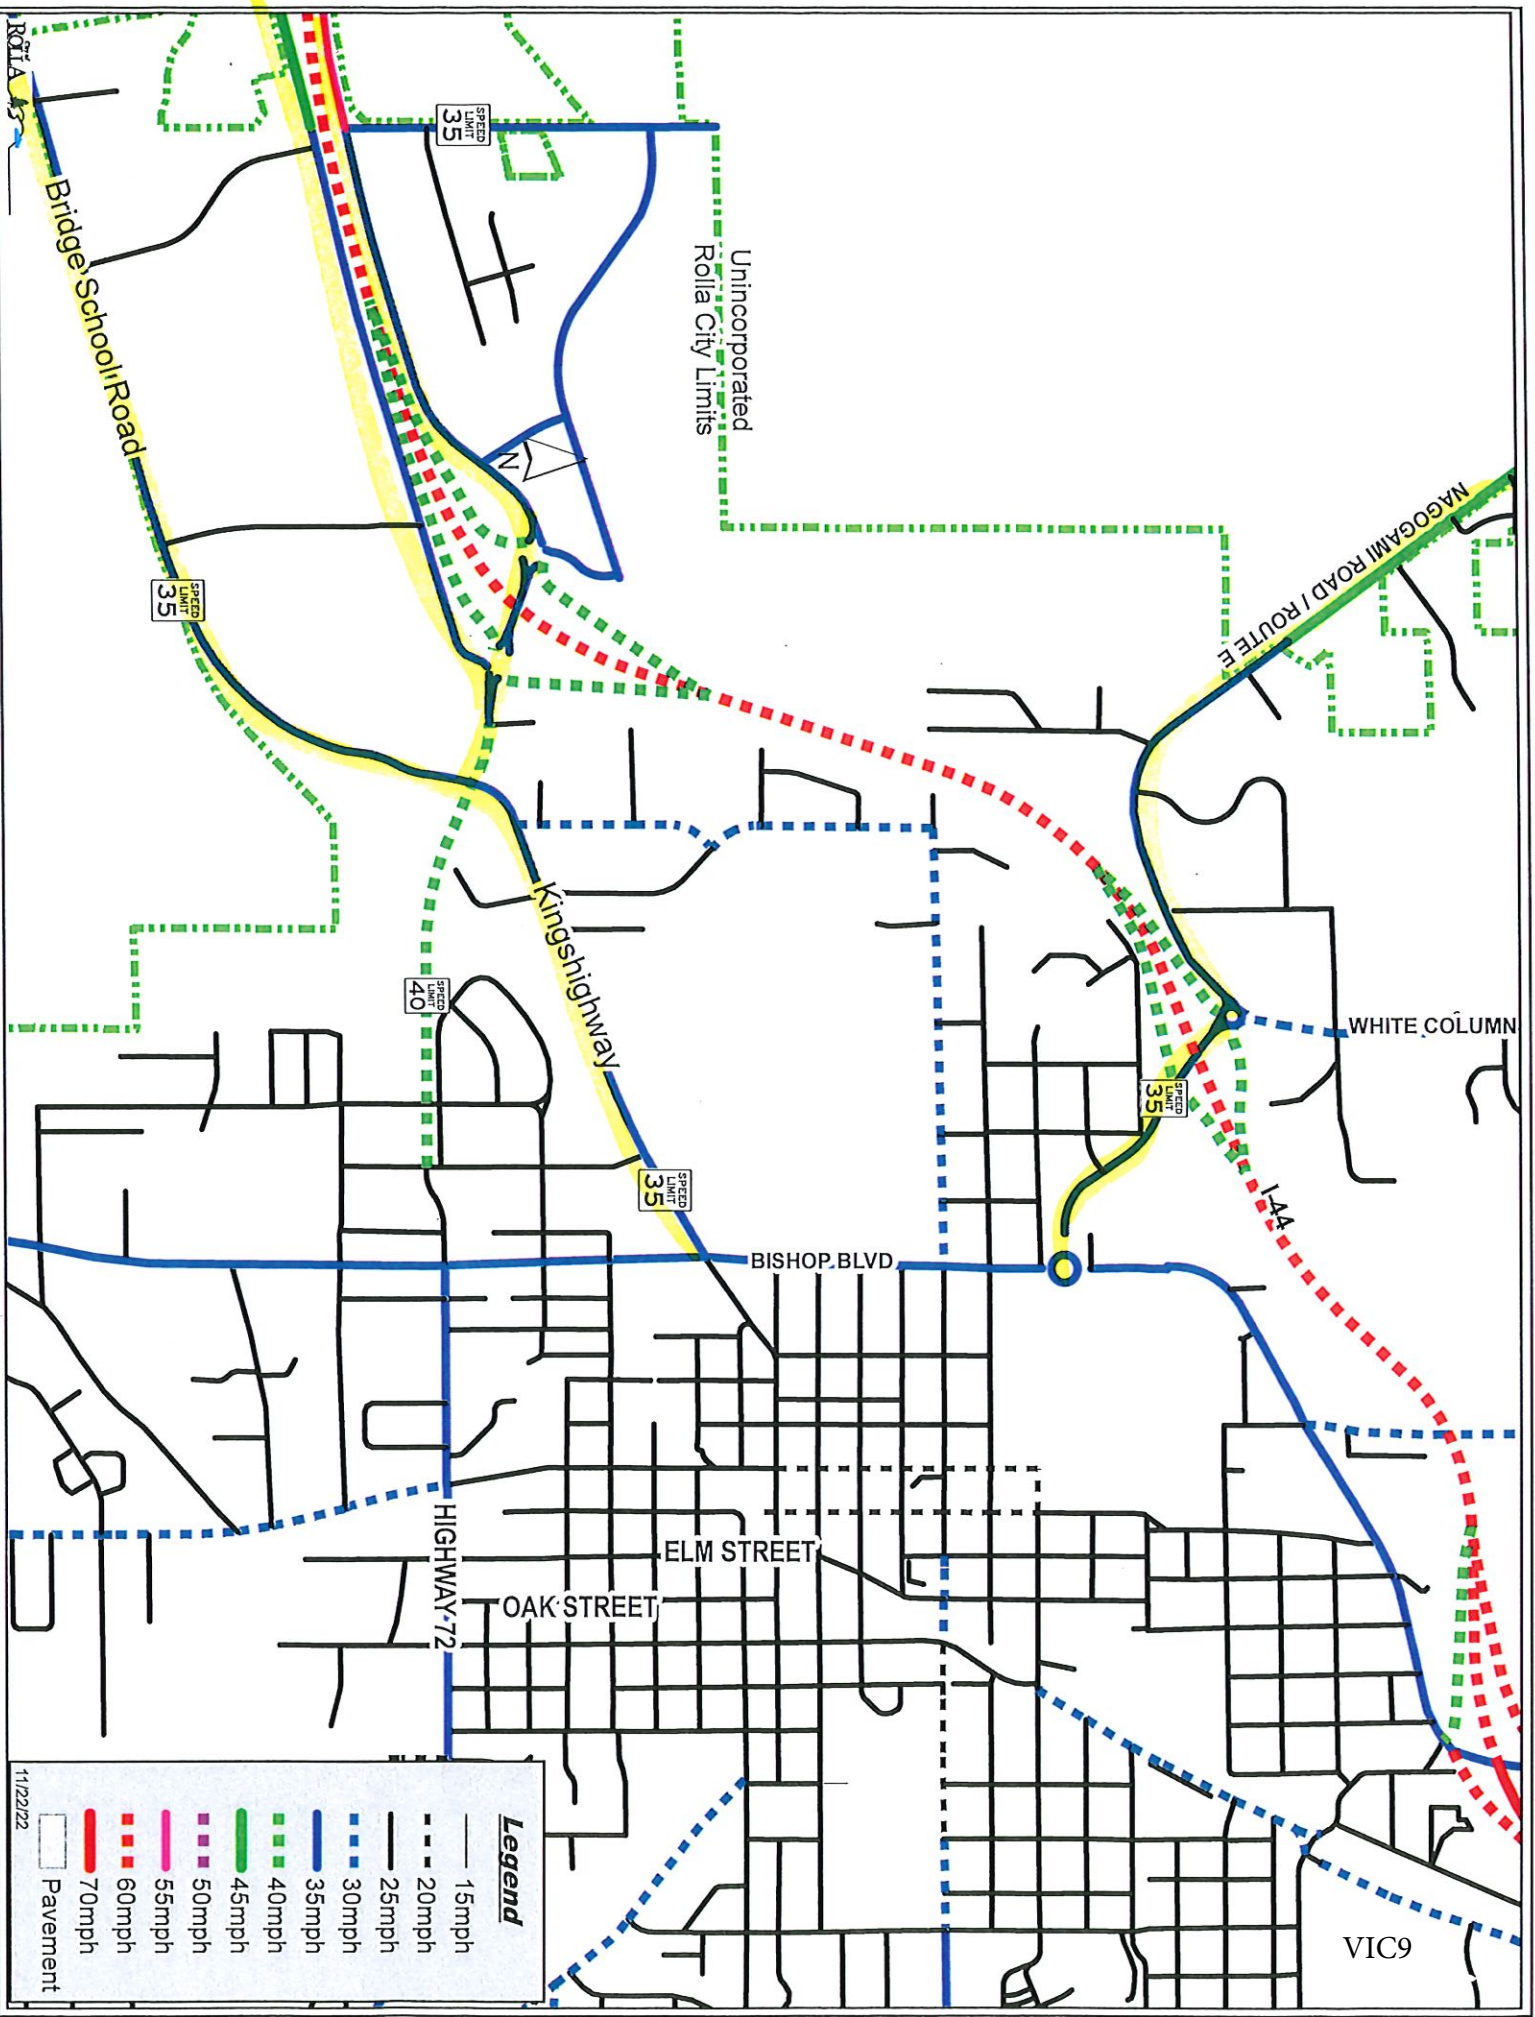 ROLLA
Bridge School Road
SPEED
LIMIT
35
Unincorporated
Rolla City Limits
N
NAGOGAMI ROAD / ROUTE E
SPEED
LIMIT
35
Kingshighway
SPEED
LIMIT
40
WHITE COLUMN
SPEED
LIMIT
35
SPEED
LIMIT
35
I-44
BISHOP BLVD
HIGHWAY 72
ELM STREET
OAK STREET
VIC9
Legend
15mph
20mph
25mph
30mph
35mph
40mph
45mph
50mph
55mph
60mph
70mph
Pavement
11/22/22